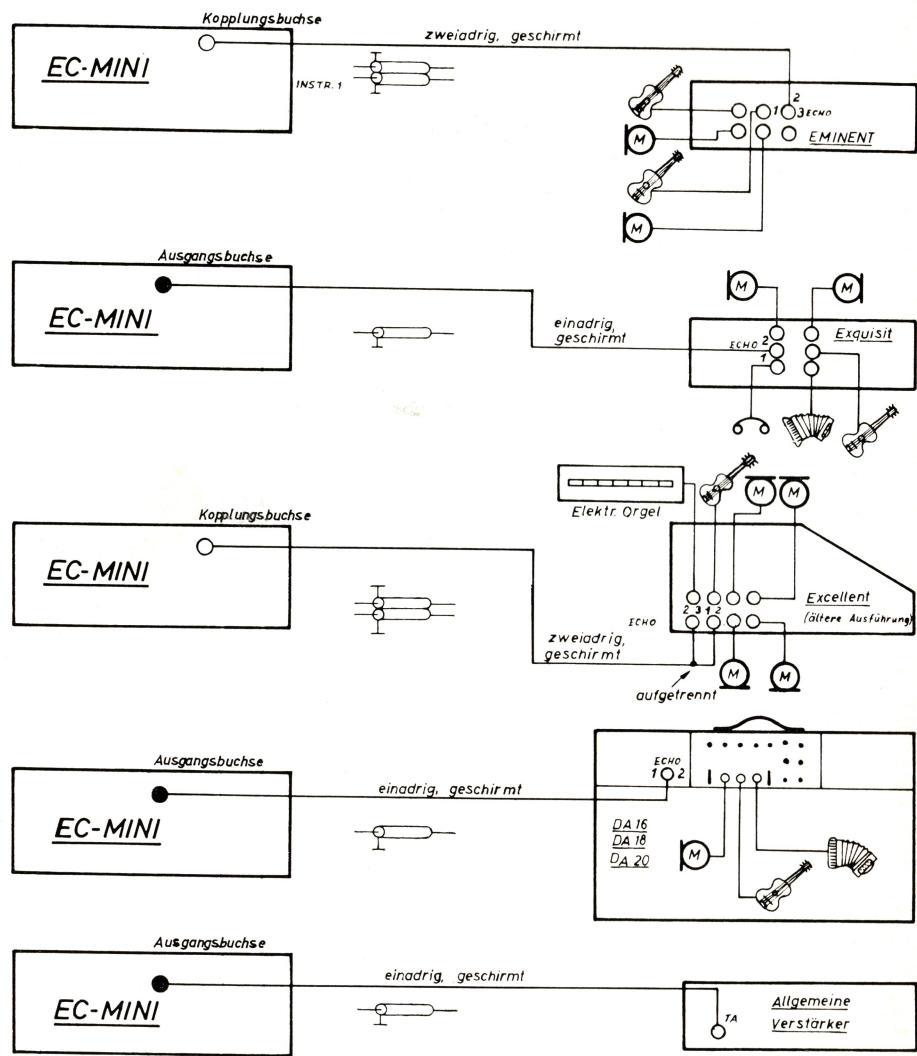 Kopplungsbuchse
zweiadrig, geschirmt
EC-MINI
INSTR. 1
2
1 3 ECHO
M
EMINENT
M
Ausgangsbuchse
M M
EC-MINI
einadrig,
geschirmt
2
ECHO
1
Exquisit
Kopplungsbuchse
M M
Elektr. Orgel
EC-MINI
2 3 1 2
ECHO
Excellent
(ältere Ausführung)
zweiadrig,
geschirmt
M M
aufgetrennt
Ausgangsbuchse
ECHO
1 2
einadrig, geschirmt
EC-MINI
DA 16
DA 18
DA 20
M
Ausgangsbuchse
einadrig, geschirmt
EC-MINI
TA
Allgemeine
Verstärker